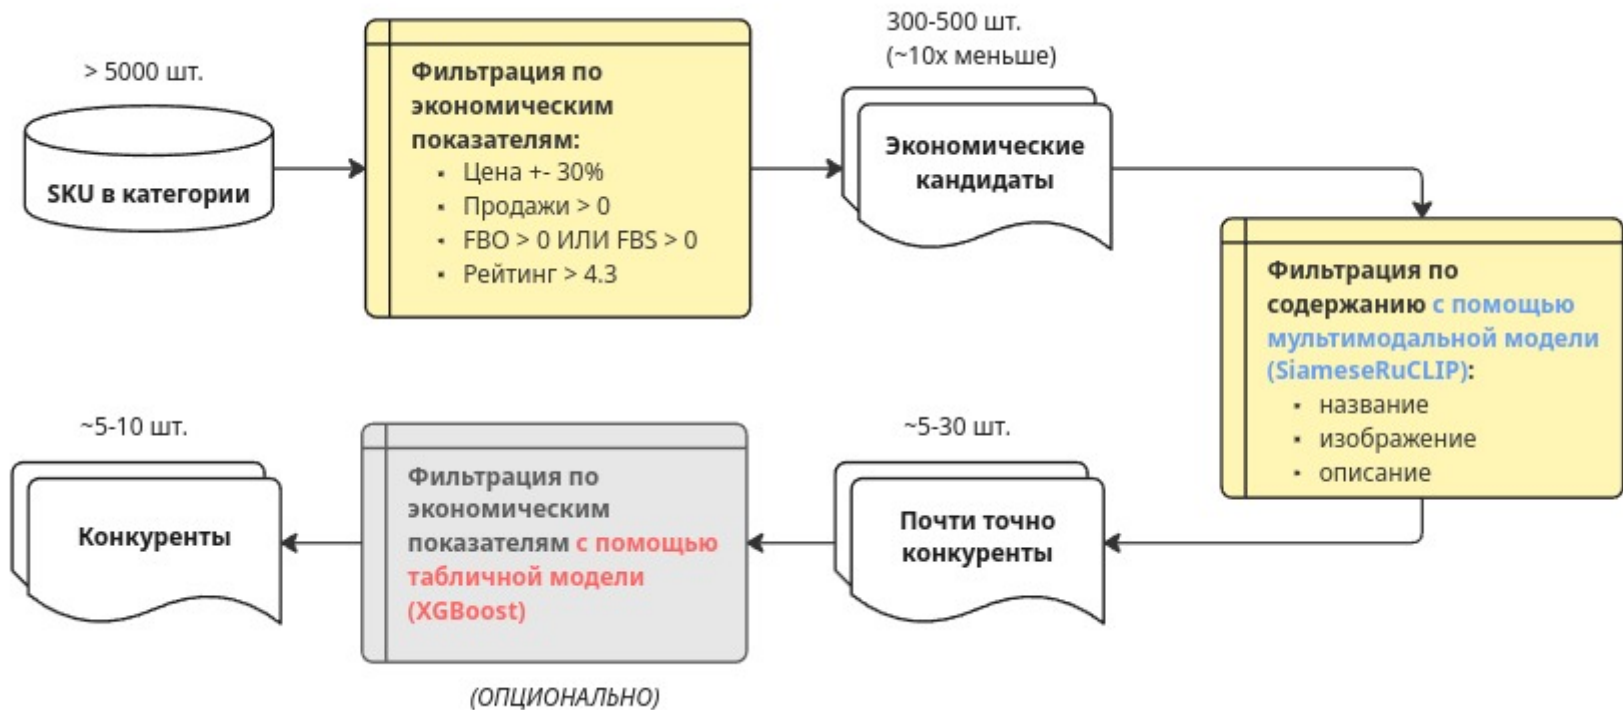 > 5000 шт.
SKU в категории
Фильтрация по
экономическим
показателям:
▪ Цена +- 30%
▪ Продажи > 0
▪ FBO > 0 ИЛИ FBS > 0
▪ Рейтинг > 4.3
300-500 шт.
(~10x меньше)
Экономические
кандидаты
Фильтрация по
содержанию с помощью
мультимодальной модели
(SiameseRuCLIP):
▪ название
▪ изображение
▪ описание
~5-30 шт.
Почти точно
конкуренты
Фильтрация по
экономическим
показателям с помощью
табличной модели
(XGBoost)
(ОПЦИОНАЛЬНО)
~5-10 шт.
Конкуренты